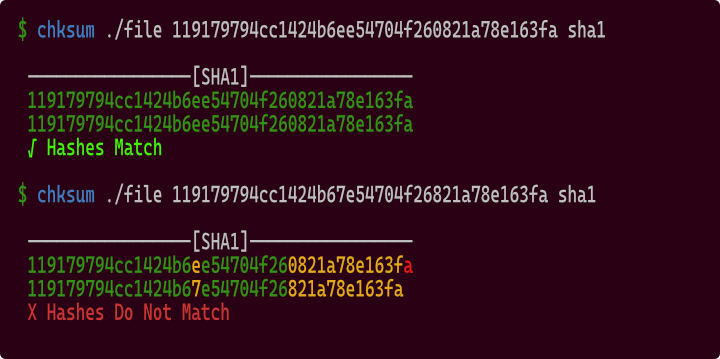 $ chksum ./file 119179794cc1424b6ee54704f260821a78e163fa sha1
─────────────────[SHA1]─────────────────
119179794cc1424b6ee54704f260821a78e163fa
119179794cc1424b6ee54704f260821a78e163fa
√ Hashes Match
$ chksum ./file 119179794cc1424b67e54704f26821a78e163fa sha1
─────────────────[SHA1]─────────────────
119179794cc1424b6ee54704f260821a78e163fa
119179794cc1424b67e54704f26821a78e163fa
X Hashes Do Not Match